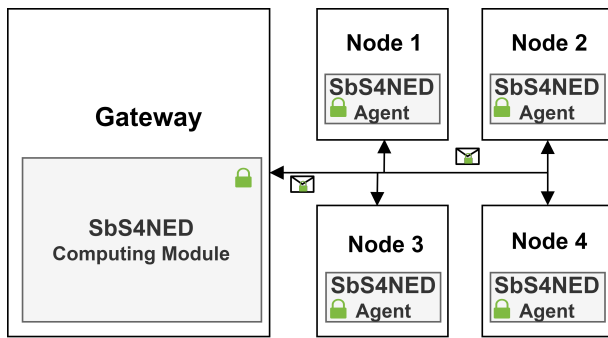 Gateway
SbS4NED
Computing Module
Node 1
SbS4NED
Agent
Node 2
SbS4NED
Agent
Node 3
SbS4NED
Agent
Node 4
SbS4NED
Agent